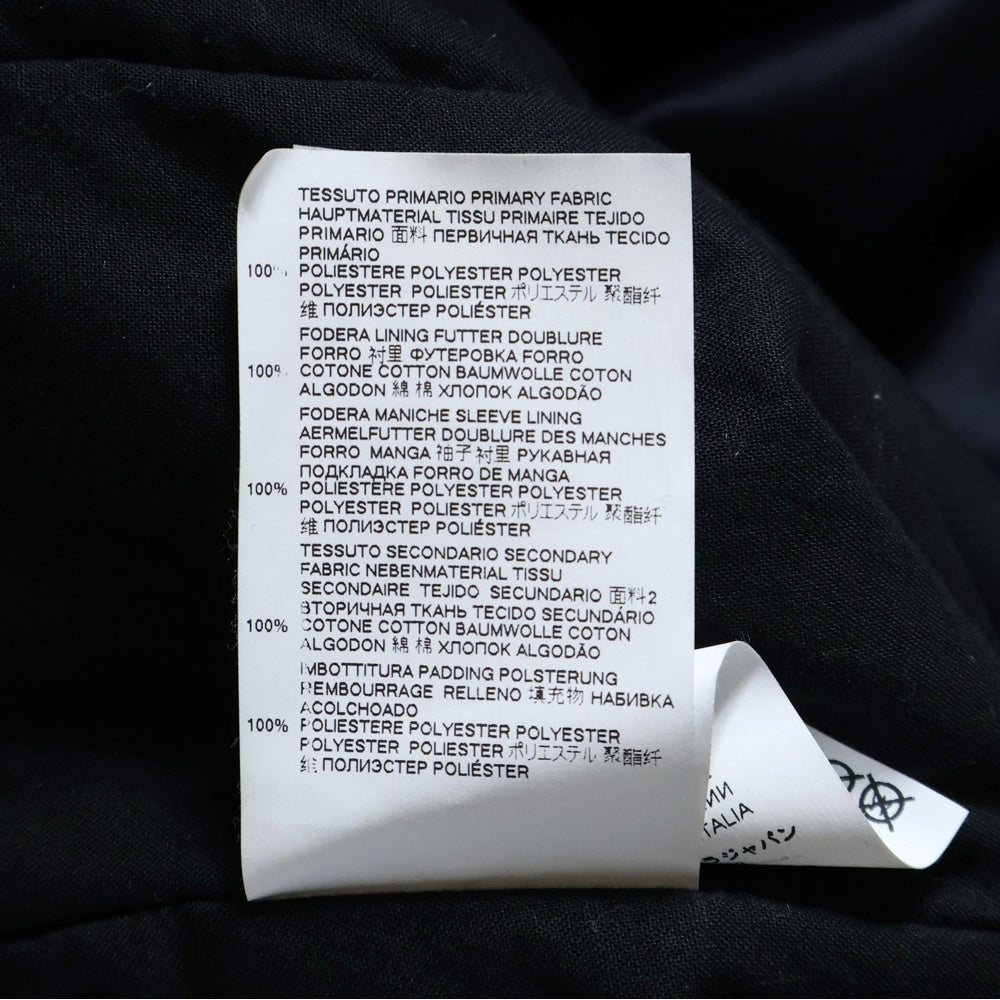 TESSUTO PRIMARIO PRIMARY FABRIC
HAUPTMATERIAL TISSU PRIMAIRE TEJIDO
PRIMARIO 面料 ПЕРВИЧНАЯ ТКАНЬ TECIDO
PRIMÁRIO
100% POLIESTERE POLYESTER POLYESTER
POLYESTER POLIESTER ポリエステル 聚酯纤
维 ПОЛИЭСТЕР POLIÉSTER
FODERA LINING FUTTER DOUBLURE
FORRO 衬里 ФУТЕРОВКА FORRO
100% COTONE COTTON BAUMWOLLE COTON
ALGODON 綿 棉 ХЛОПОК ALGODÃO
FODERA MANICHE SLEEVE LINING
AERMELFUTTER DOUBLURE DES MANCHES
FORRO MANGA 袖子 衬里 РУКАВНАЯ
ПОДКЛАДКА FORRO DE MANGA
100% POLIESTERE POLYESTER POLYESTER
POLYESTER POLIESTER ポリエステル 聚酯纤
维 ПОЛИЭСТЕР POLIÉSTER
TESSUTO SECONDARIO SECONDARY
FABRIC NEBENMATERIAL TISSU
SECONDAIRE TEJIDO SECUNDARIO 面料2
ВТОРИЧНАЯ ТКАНЬ TECIDO SECUNDÁRIO
100% COTONE COTTON BAUMWOLLE COTON
ALGODON 綿 棉 ХЛОПОК ALGODÃO
IMBOTTITURA PADDING POLSTERUNG
REMBOURRAGE RELLENO 填充物 НАБИВКА
ACOLCHOADO
100% POLIESTERE POLYESTER POLYESTER
POLYESTER POLIESTER ポリエステル 聚酯纤
维 ПОЛИЭСТЕР POLIÉSTER
ИИ
TALIA
ジャパン